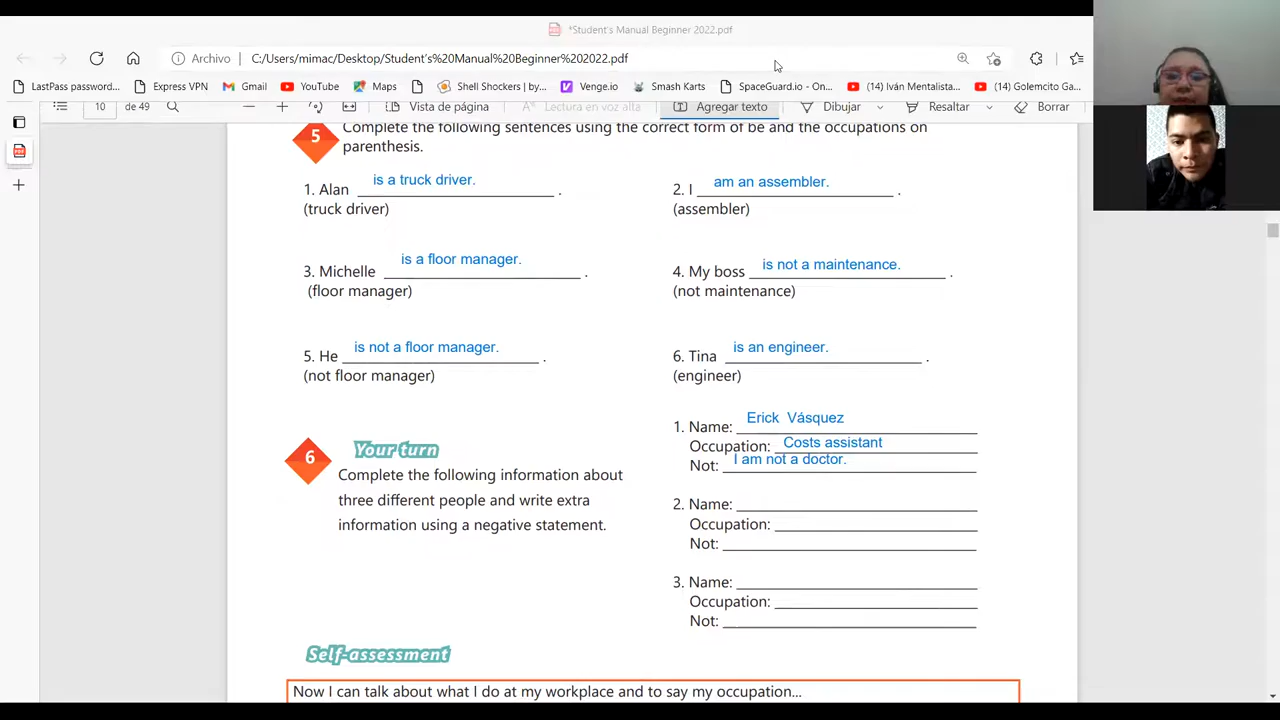 *Student's Manual Beginner 2022.pdf
Archivo C:/Users/mimac/Desktop/Student's%20Manual%20Beginner%202022.pdf
LastPass password... Express VPN Gmail YouTube Maps Shell Shockers | by... Venge.io Smash Karts SpaceGuard.io - On... (14) Iván Mentalista... (14) Golemcito Ga...
10 de 49 Vista de página Lectura en voz alta Agregar texto Dibujar Resaltar Borrar
5 Complete the following sentences using the correct form of be and the occupations on
parenthesis.
1. Alan is a truck driver. .
(truck driver)
2. I am an assembler. .
(assembler)
3. Michelle is a floor manager. .
(floor manager)
4. My boss is not a maintenance. .
(not maintenance)
5. He is not a floor manager. .
(not floor manager)
6. Tina is an engineer. .
(engineer)
6 Your turn
Complete the following information about
three different people and write extra
information using a negative statement.
1. Name: Erick Vásquez
Occupation: Costs assistant
Not: I am not a doctor.
2. Name:
Occupation:
Not:
3. Name:
Occupation:
Not:
Self-assessment
Now I can talk about what I do at my workplace and to say my occupation...